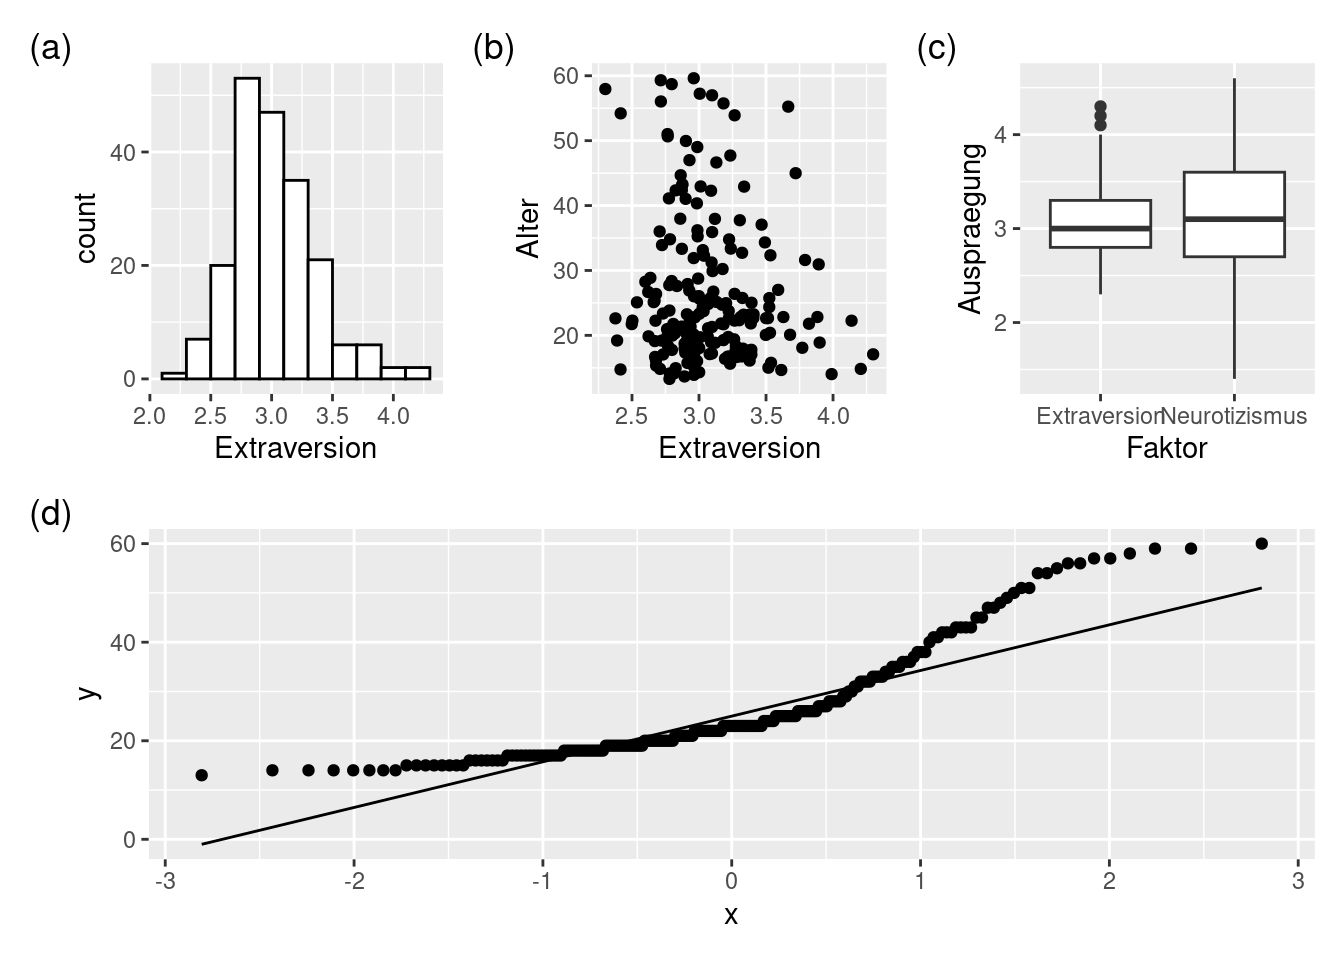 (a)
count
40
20
0
2.0 2.5 3.0 3.5 4.0
Extraversion
(b)
Alter
60
50
40
30
20
2.5 3.0 3.5 4.0
Extraversion
(c)
Auspraegung
4
3
2
Extraversion Neurotizismus
Faktor
(d)
y
60
40
20
0
-3 -2 -1 0 1 2 3
x